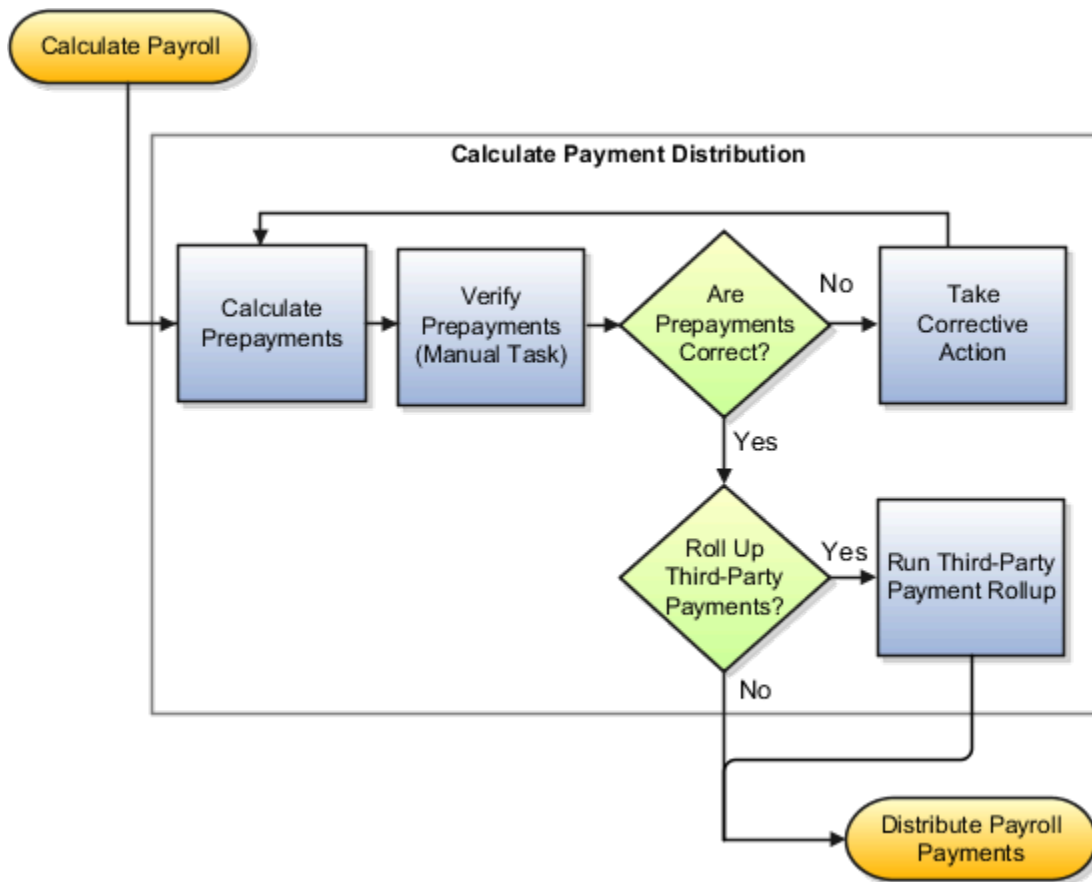 Calculate Payroll
Calculate Payment Distribution
Calculate
Prepayments
Verify
Prepayments
(Manual Task)
Are
Prepayments
Correct?
No
Take
Corrective
Action
Yes
Roll Up
Third-Party
Payments?
Yes
Run Third-Party
Payment Rollup
No
Distribute Payroll
Payments